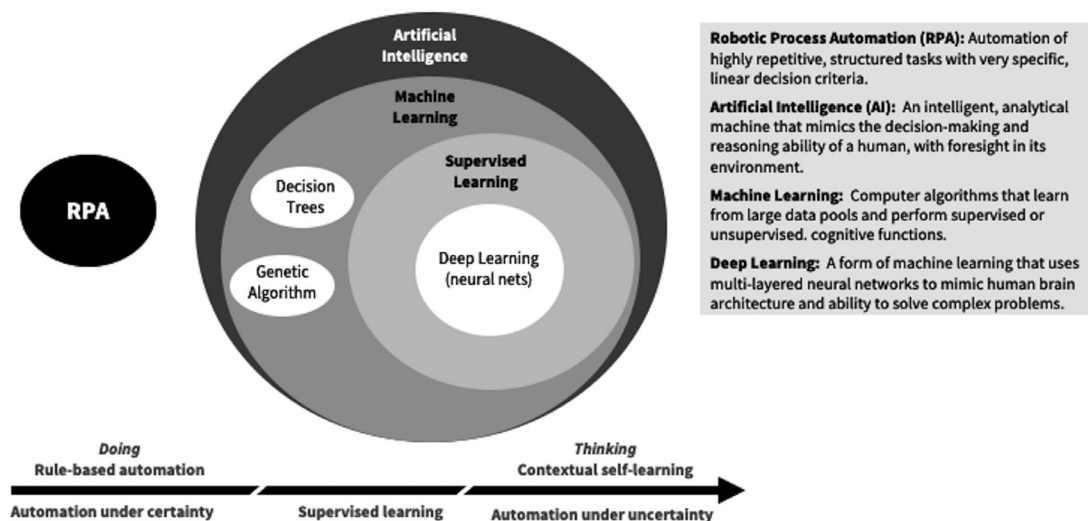 Artificial
Intelligence
Machine
Learning
Supervised
Learning
Decision
Trees
RPA
Deep Learning
(neural nets)
Genetic
Algorithm
Robotic Process Automation (RPA): Automation of
highly repetitive, structured tasks with very specific,
linear decision criteria.
Artificial Intelligence (AI): An intelligent, analytical
machine that mimics the decision-making and
reasoning ability of a human, with foresight in its
environment.
Machine Learning: Computer algorithms that learn
from large data pools and perform supervised or
unsupervised. cognitive functions.
Deep Learning: A form of machine learning that uses
multi-layered neural networks to mimic human brain
architecture and ability to solve complex problems.
Doing
Rule-based automation
Thinking
Contextual self-learning
Automation under certainty
Supervised learning
Automation under uncertainty